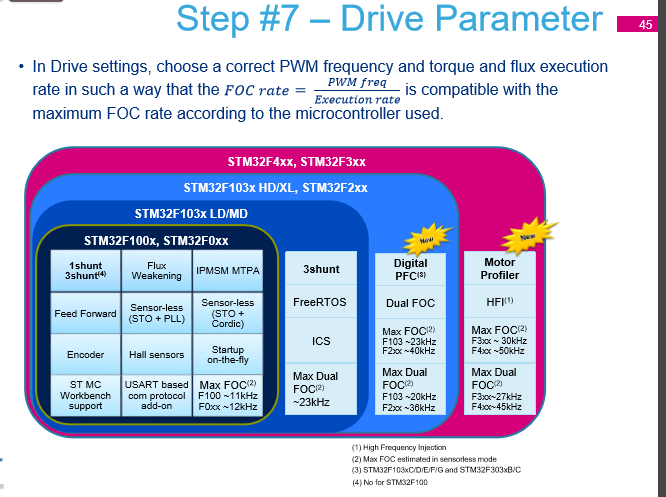 Step #7 – Drive Parameter
45
• In Drive settings, choose a correct PWM frequency and torque and flux execution
rate in such a way that the FOC rate = PWM freq / Execution rate is compatible with the
maximum FOC rate according to the microcontroller used.
STM32F4xx, STM32F3xx
STM32F103x HD/XL, STM32F2xx
STM32F103x LD/MD
STM32F100x, STM32F0xx
1shunt
3shunt(4)
Flux
Weakening
IPMSM MTPA
Feed Forward
Sensor-less
(STO + PLL)
Sensor-less
(STO +
Cordic)
Encoder
Hall sensors
Startup
on-the-fly
ST MC
Workbench
support
USART based
com protocol
add-on
Max FOC(2)
F100 ~11kHz
F0xx ~12kHz
3shunt
FreeRTOS
ICS
Max Dual
FOC(2)
~23kHz
New
Digital
PFC(3)
Dual FOC
Max FOC(2)
F103 ~23kHz
F2xx ~40kHz
Max Dual
FOC(2)
F103 ~20kHz
F2xx ~36kHz
New
Motor
Profiler
HFI(1)
Max FOC(2)
F3xx ~ 30kHz
F4xx ~50kHz
Max Dual
FOC(2)
F3xx~27kHz
F4xx~45kHz
(1) High Frequency Injection
(2) Max FOC estimated in sensorless mode
(3) STM32F103xC/D/E/F/G and STM32F303xB/C
(4) No for STM32F100